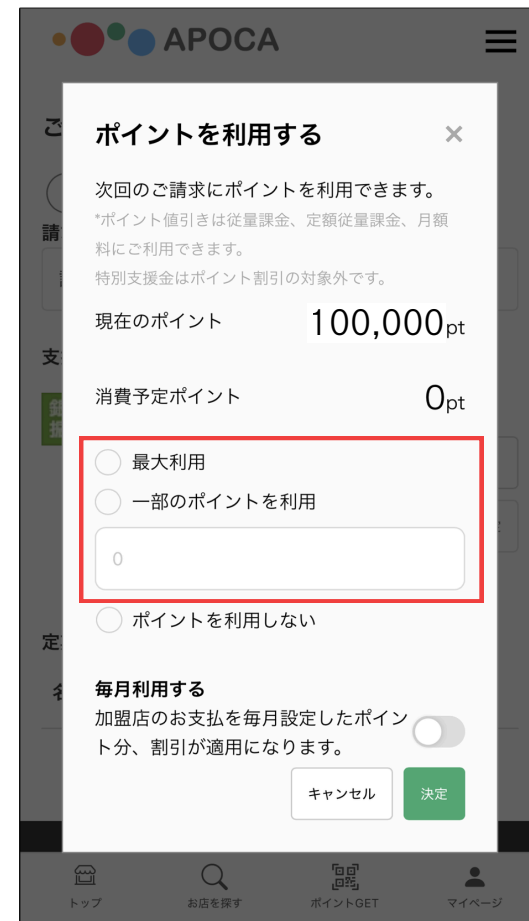 APOCA
ご
ポイントを利用する
×
次回のご請求にポイントを利用できます。
*ポイント値引きは従量課金、定額従量課金、月額
料にご利用できます。
請
特別支援金はポイント割引の対象外です。
現在のポイント 100,000pt
支
消費予定ポイント 0pt
最大利用
一部のポイントを利用
0
ポイントを利用しない
定
毎月利用する
加盟店のお支払を毎月設定したポイン
ト分、割引が適用になります。
キャンセル 決定
トップ お店を探す ポイントGET マイページ